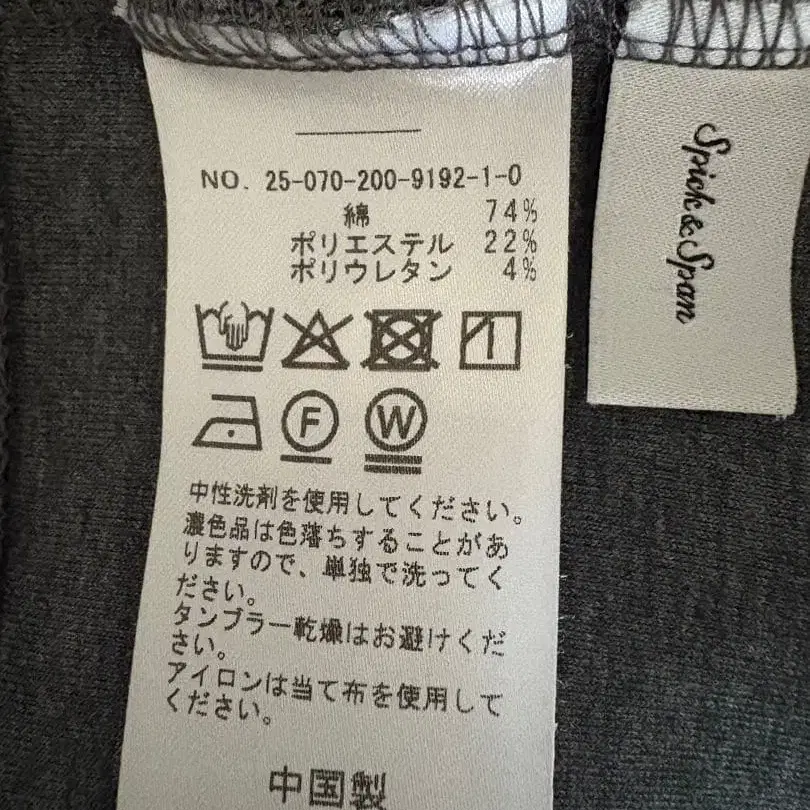 NO. 25-070-200-9192-1-0
綿 74%
ポリエステル 22%
ポリウレタン 4%
F
W
中性洗剤を使用してください。
濃色品は色落ちすることがあ
りますので、単独で洗ってく
ださい。
タンブラー乾燥はお避けくだ
さい。
アイロンは当て布を使用して
ください。
中国製
Spick & Span